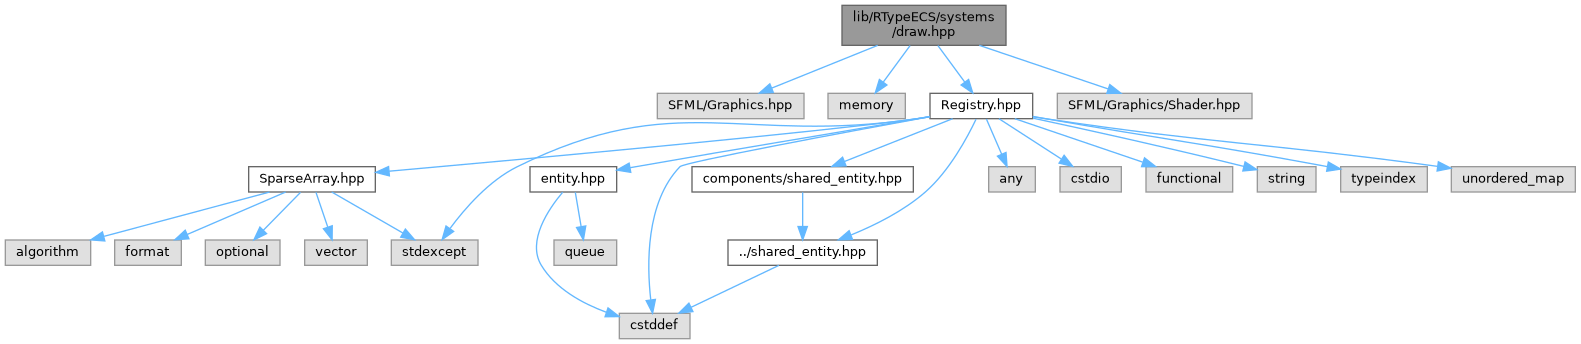 lib/RTypeECS/systems
/draw.hpp
SFML/Graphics.hpp
memory
Registry.hpp
SFML/Graphics/Shader.hpp
SparseArray.hpp
entity.hpp
components/shared_entity.hpp
any
cstdio
functional
string
typeindex
unordered_map
algorithm
format
optional
vector
stdexcept
queue
../shared_entity.hpp
cstddef